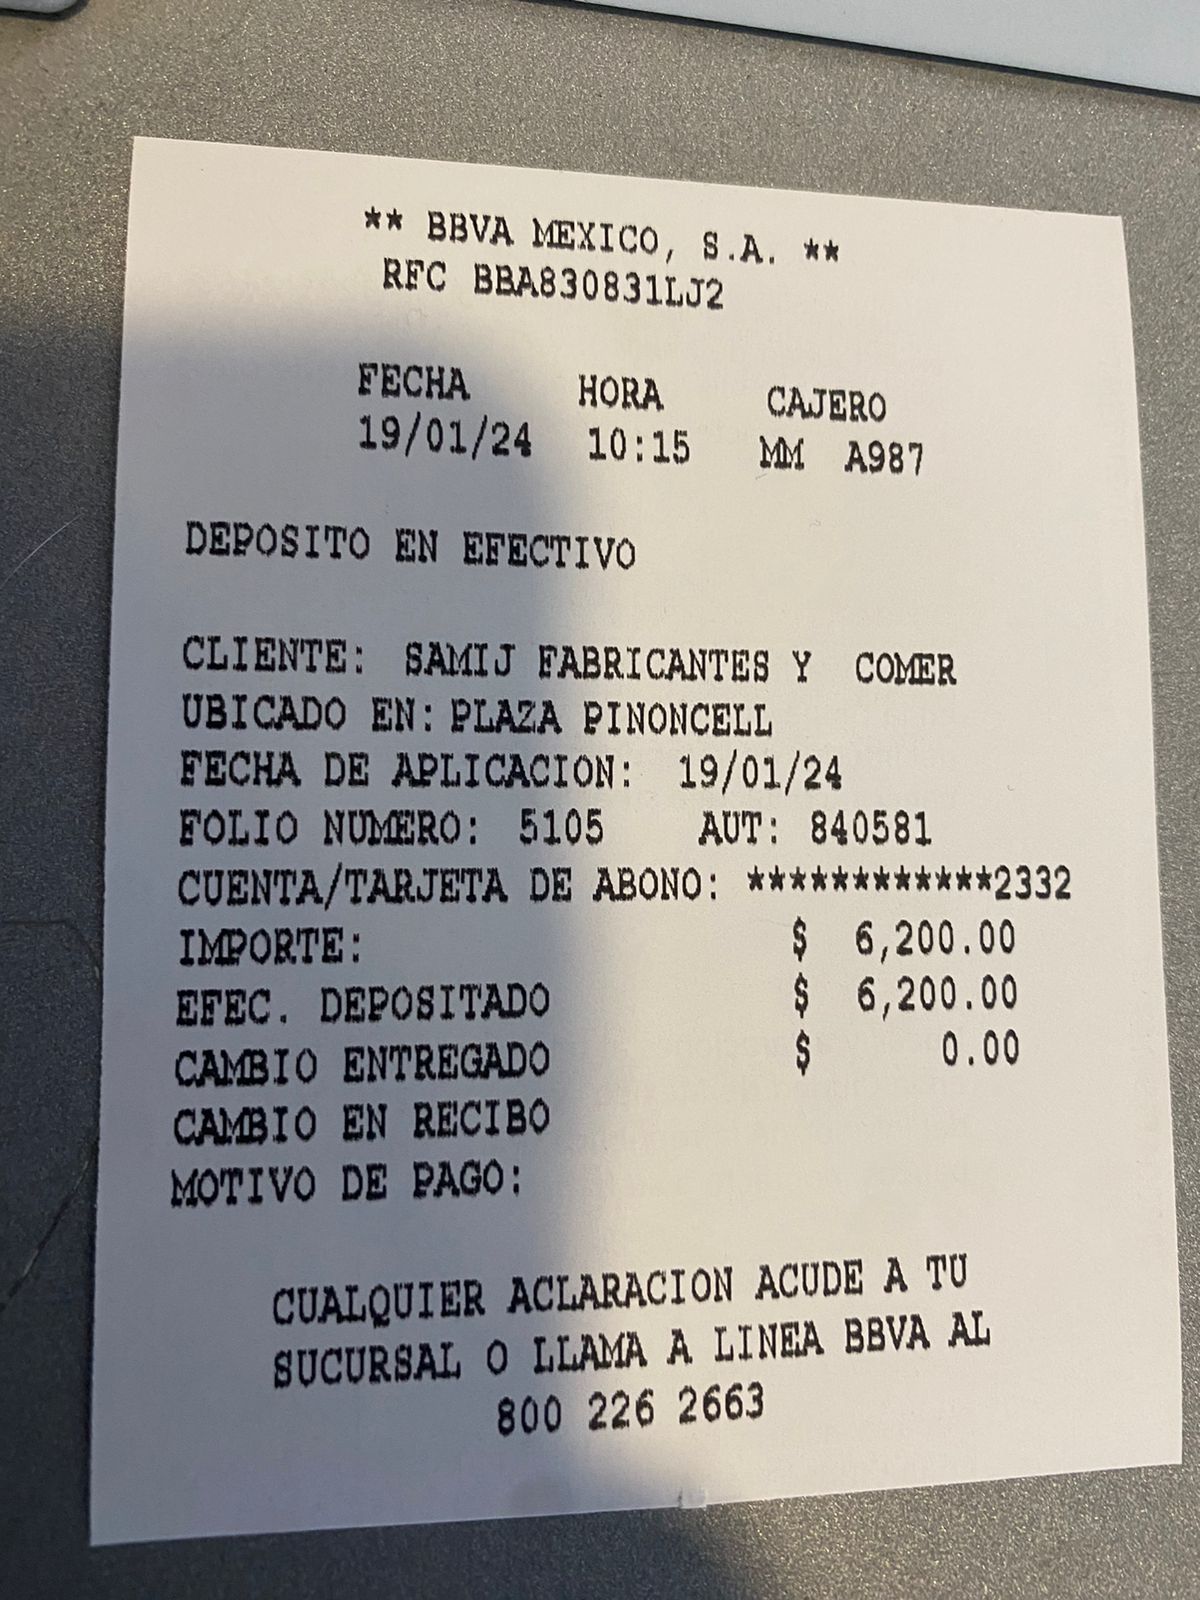 ** BBVA MEXICO, S.A. **
RFC BBA830831LJ2
FECHA HORA CAJERO
19/01/24 10:15 MM A987
DEPOSITO EN EFECTIVO
CLIENTE: SAMIJ FABRICANTES Y COMER
UBICADO EN: PLAZA PINONCELL
FECHA DE APLICACION: 19/01/24
FOLIO NUMERO: 5105 AUT: 840581
CUENTA/TARJETA DE ABONO: ************2332
IMPORTE: $ 6,200.00
EFEC. DEPOSITADO $ 6,200.00
CAMBIO ENTREGADO $ 0.00
CAMBIO EN RECIBO
MOTIVO DE PAGO:
CUALQUIER ACLARACION ACUDE A TU
SUCURSAL O LLAMA A LINEA BBVA AL
800 226 2663